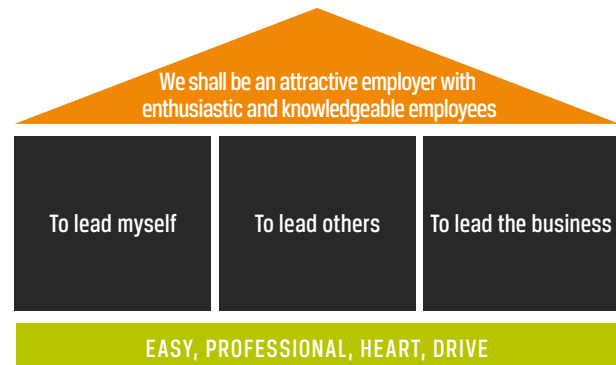 We shall be an attractive employer with
enthusiastic and knowledgeable employees
To lead myself
To lead others
To lead the business
EASY, PROFESSIONAL, HEART, DRIVE